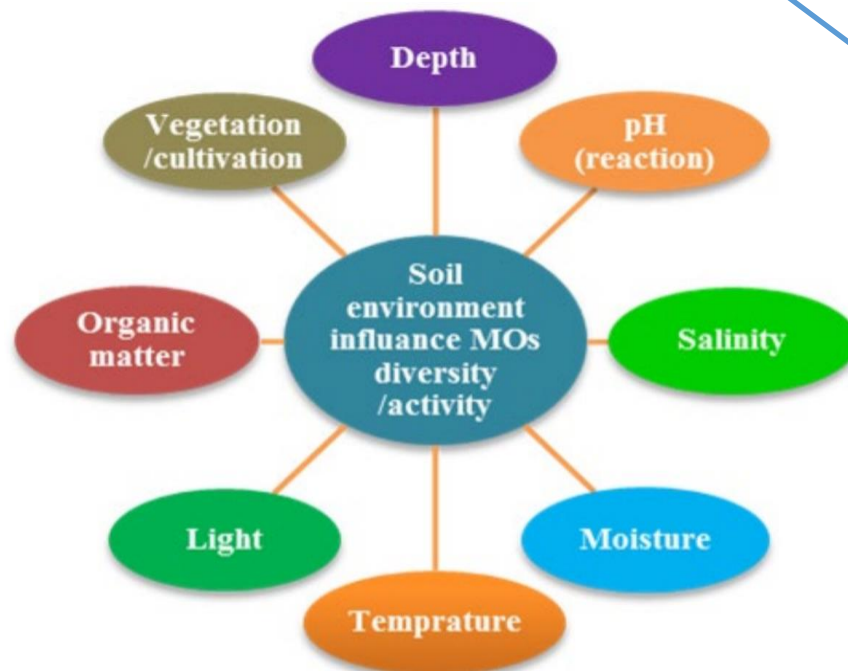 Depth
Vegetation
/cultivation
pH
(reaction)
Soil
environment
influance MOs
diversity
/activity
Organic
matter
Salinity
Light
Moisture
Temprature